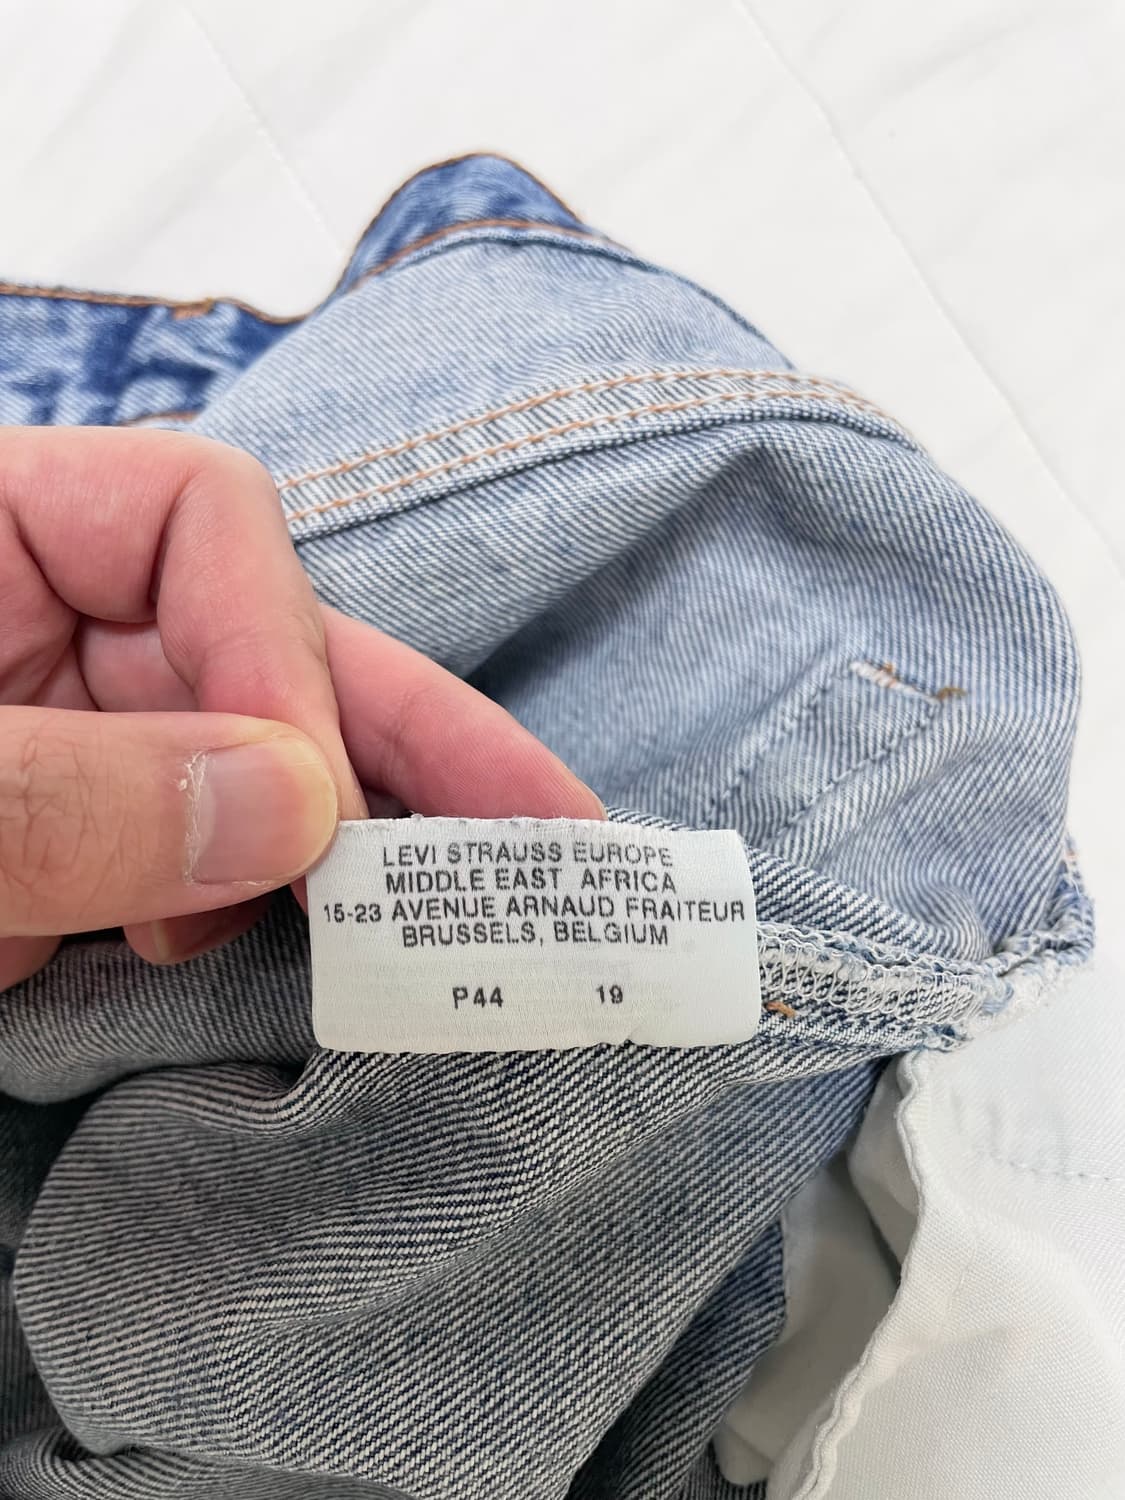 LEVI STRAUSS EUROPE
MIDDLE EAST AFRICA
15-23 AVENUE ARNAUD FRAITEUR
BRUSSELS, BELGIUM
P44 19